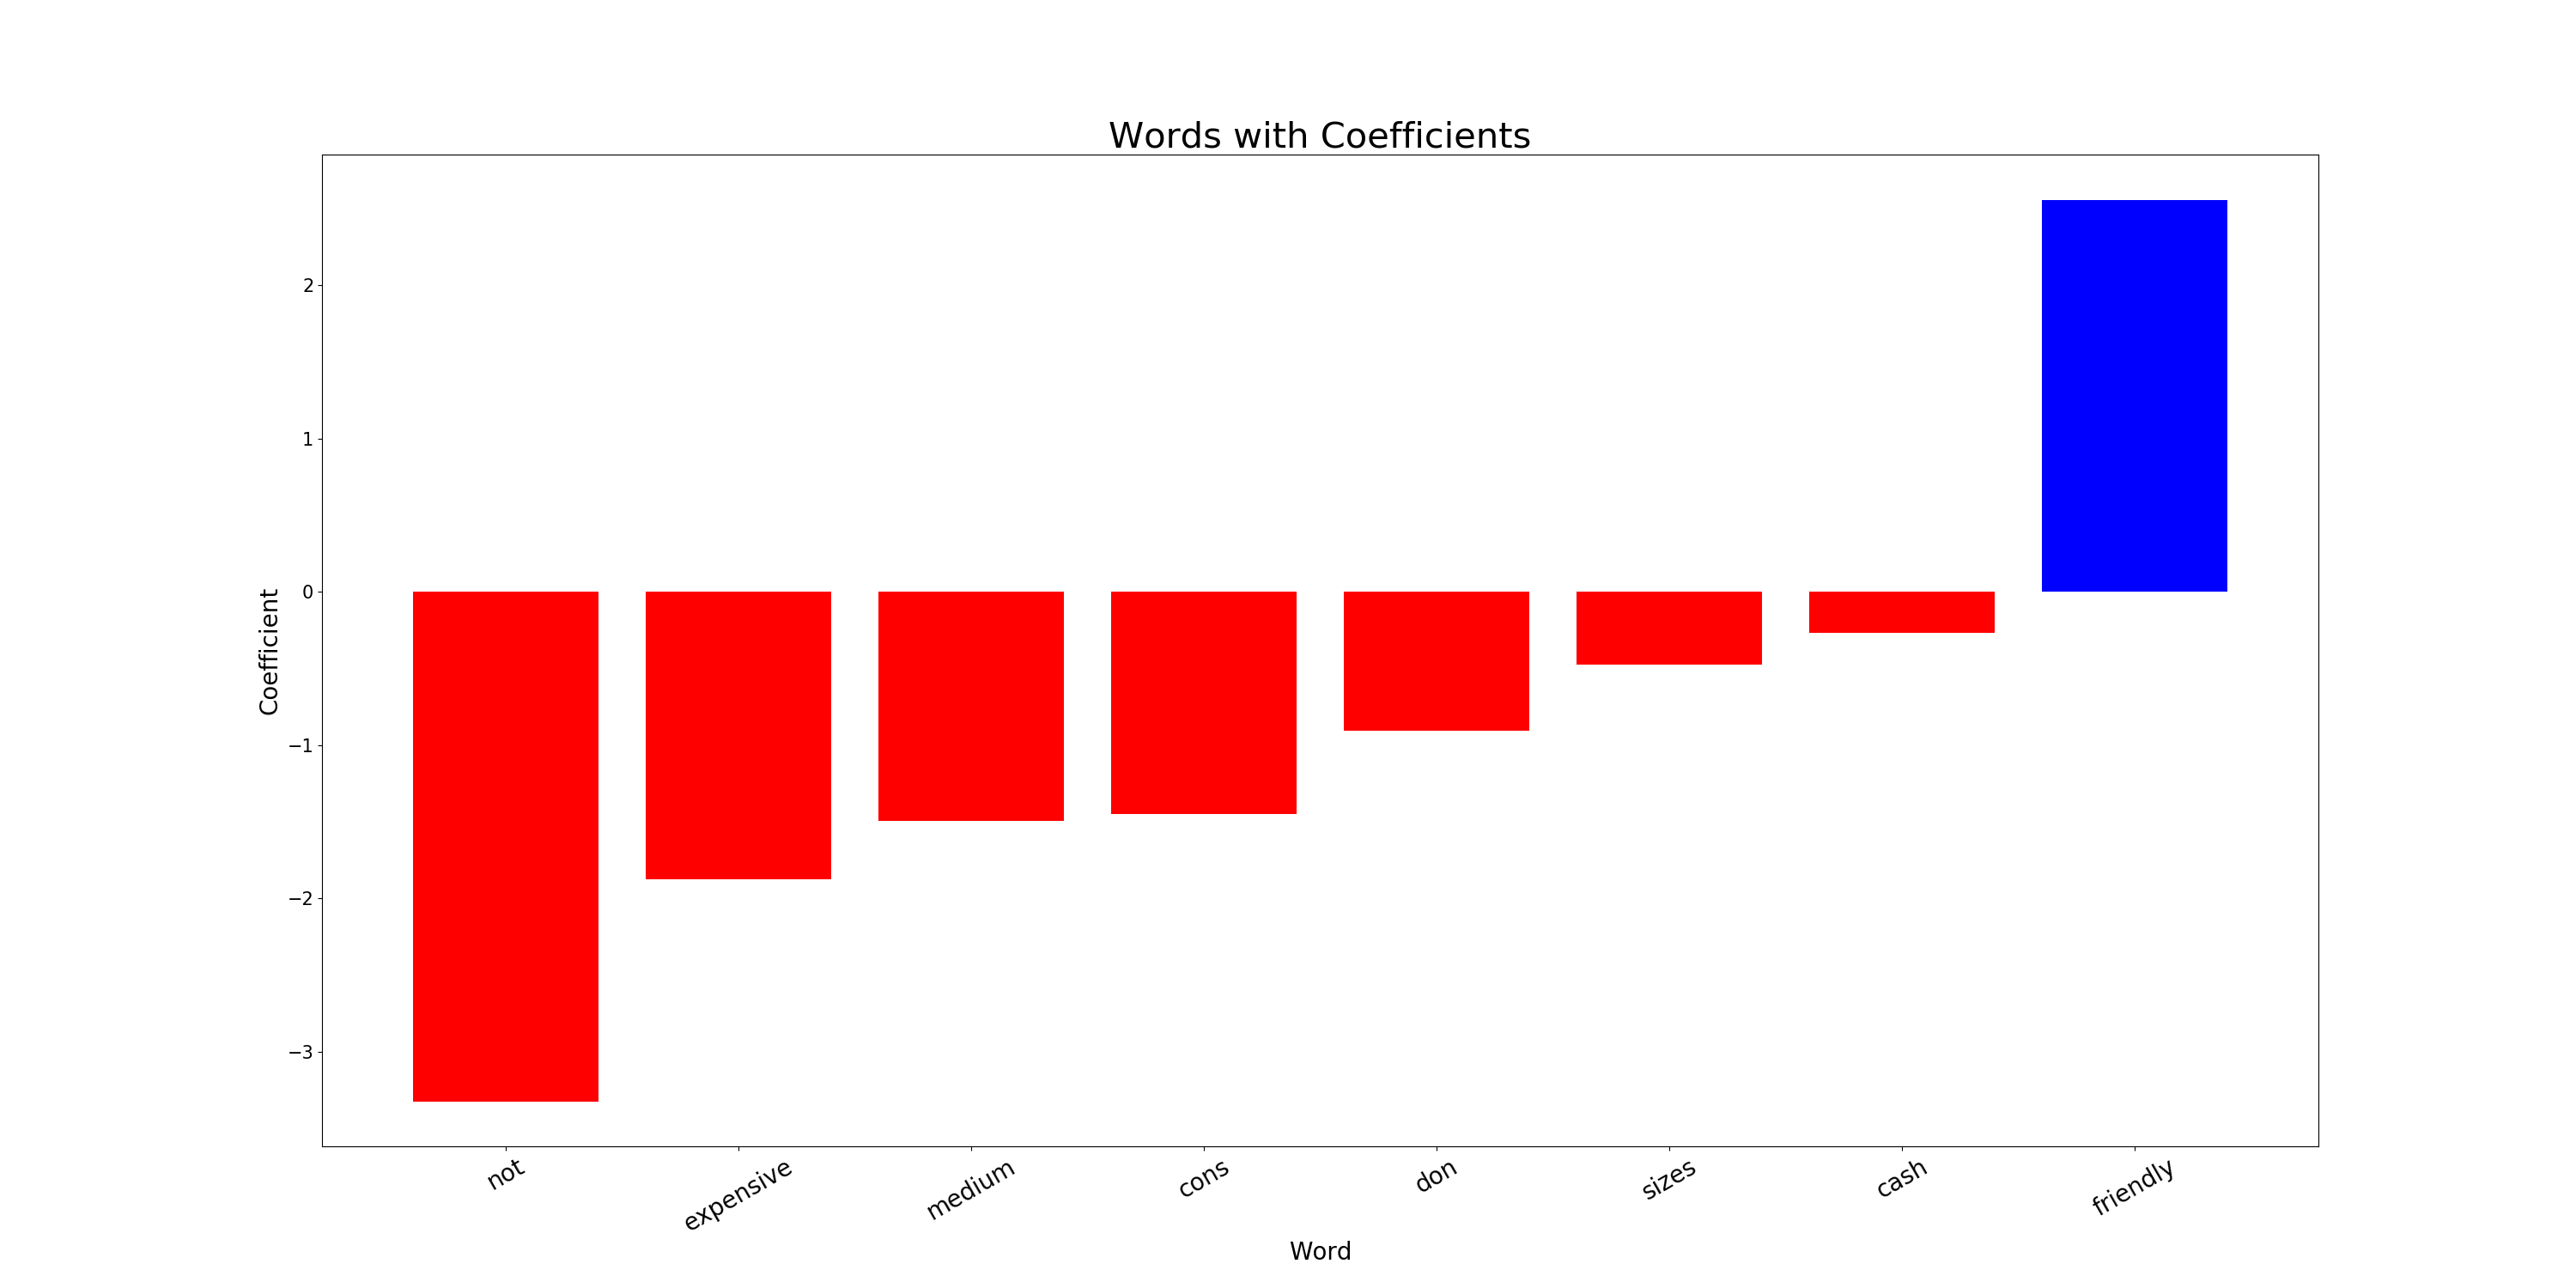 Words with Coefficients
2
1
0
−1
−2
−3
Coefficient
not
expensive
medium
cons
don
sizes
cash
friendly
Word